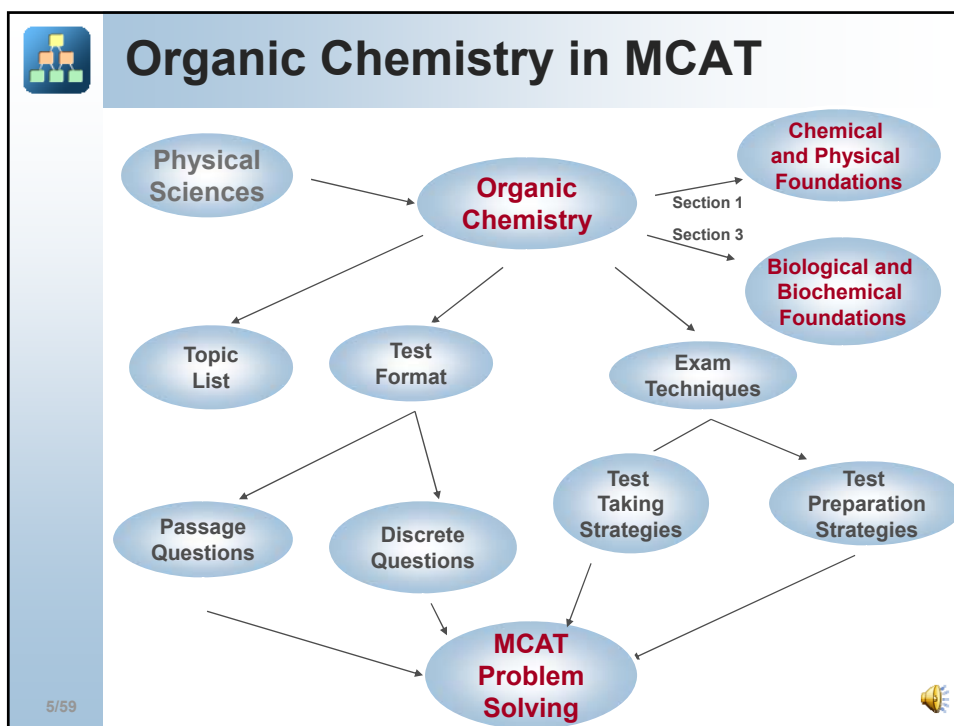 Organic Chemistry in MCAT
Physical
Sciences
Organic
Chemistry
Section 1
Section 3
Chemical
and Physical
Foundations
Biological and
Biochemical
Foundations
Topic
List
Test
Format
Exam
Techniques
Passage
Questions
Discrete
Questions
Test
Taking
Strategies
Test
Preparation
Strategies
MCAT
Problem
Solving
5/59